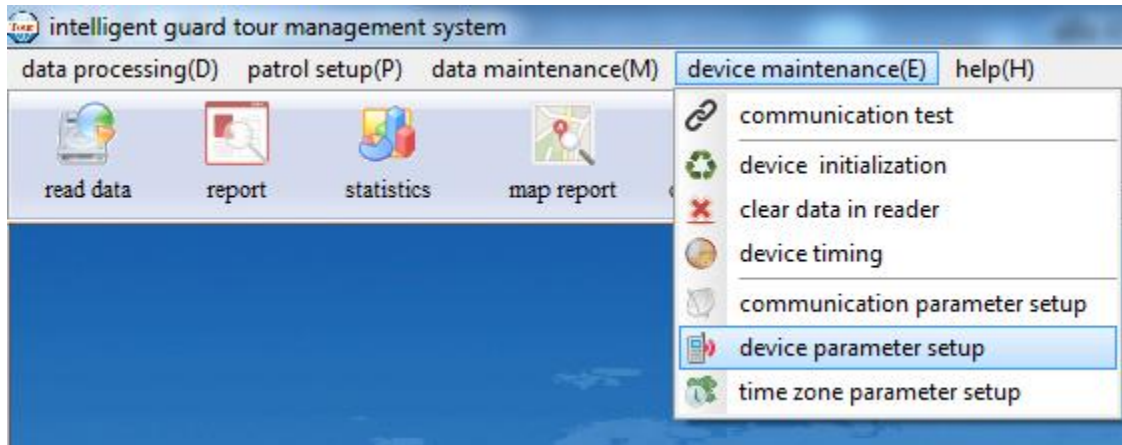 intelligent guard tour management system
data processing(D) patrol setup(P) data maintenance(M) device maintenance(E) help(H)
read data report statistics map report
communication test
device initialization
clear data in reader
device timing
communication parameter setup
device parameter setup
time zone parameter setup